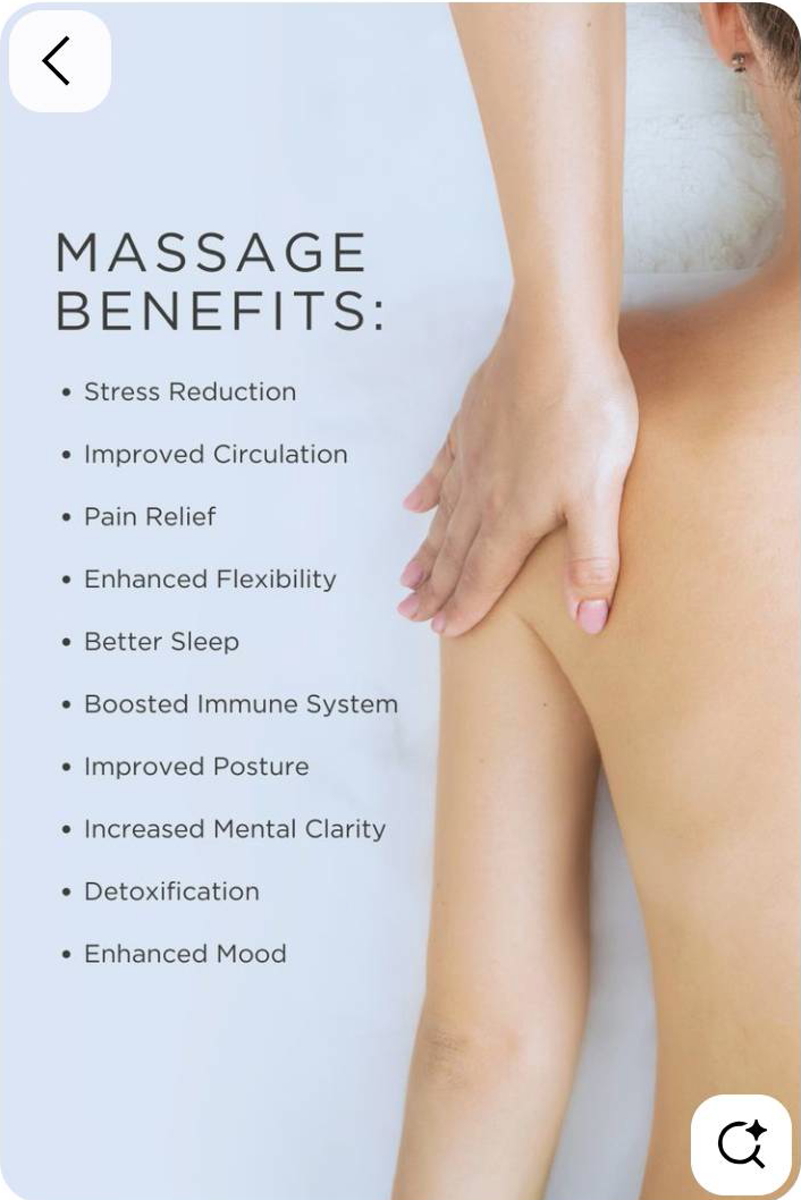 MASSAGE
BENEFITS:
• Stress Reduction
• Improved Circulation
• Pain Relief
• Enhanced Flexibility
• Better Sleep
• Boosted Immune System
• Improved Posture
• Increased Mental Clarity
• Detoxification
• Enhanced Mood